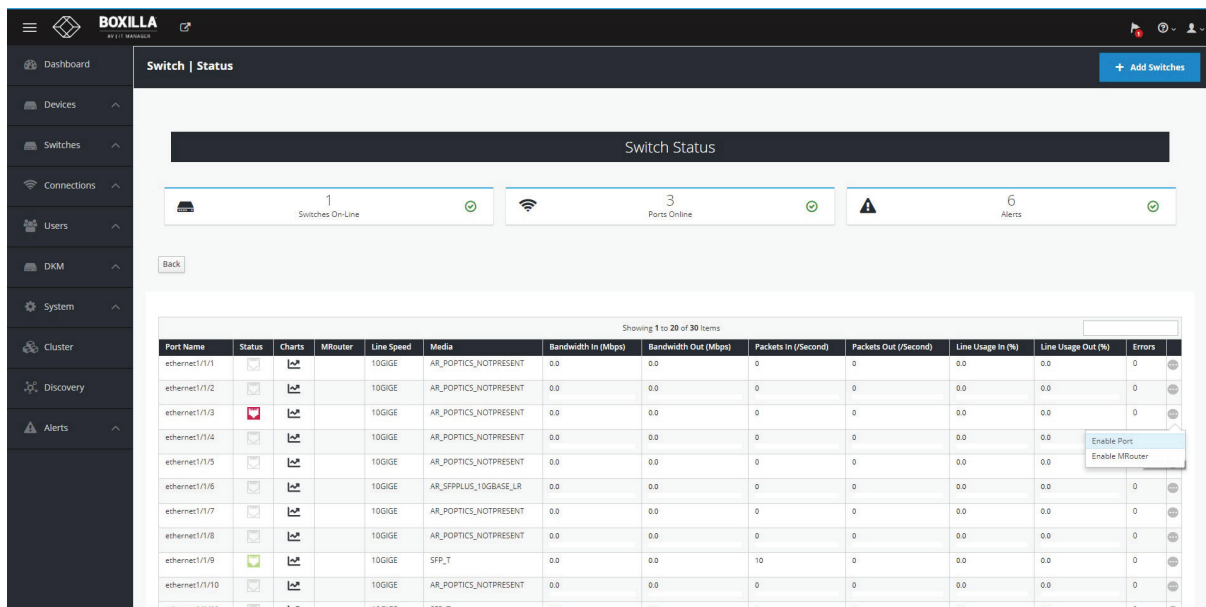 BOXILLA
AV | IT MANAGER
1
Dashboard
Devices
Switches
Connections
Users
DKM
System
Cluster
Discovery
Alerts
Switch | Status
+ Add Switches
Switch Status
1
Switches On-Line
3
Ports Online
6
Alerts
Back
Showing 1 to 20 of 30 Items
Port Name Status Charts MRouter Line Speed Media Bandwidth In (Mbps) Bandwidth Out (Mbps) Packets In (/Second) Packets Out (/Second) Line Usage In (%) Line Usage Out (%) Errors
ethernet1/1/1 10GIGE AR_POPTICS_NOTPRESENT 0.0 0.0 0 0 0.0 0.0 0
ethernet1/1/2 10GIGE AR_POPTICS_NOTPRESENT 0.0 0.0 0 0 0.0 0.0 0
ethernet1/1/3 10GIGE AR_POPTICS_NOTPRESENT 0.0 0.0 0 0 0.0 0.0 0
ethernet1/1/4 10GIGE AR_POPTICS_NOTPRESENT 0.0 0.0 0 0 0.0 0.0
Enable Port
Enable MRouter
ethernet1/1/5 10GIGE AR_POPTICS_NOTPRESENT 0.0 0.0 0 0 0.0 0.0
ethernet1/1/6 10GIGE AR_SFPPLUS_10GBASE_LR 0.0 0.0 0 0 0.0 0.0 0
ethernet1/1/7 10GIGE AR_POPTICS_NOTPRESENT 0.0 0.0 0 0 0.0 0.0 0
ethernet1/1/8 10GIGE AR_POPTICS_NOTPRESENT 0.0 0.0 0 0 0.0 0.0 0
ethernet1/1/9 10GIGE SFP_T 0.0 0.0 10 0 0.0 0.0 0
ethernet1/1/10 10GIGE AR_POPTICS_NOTPRESENT 0.0 0.0 0 0 0.0 0.0 0